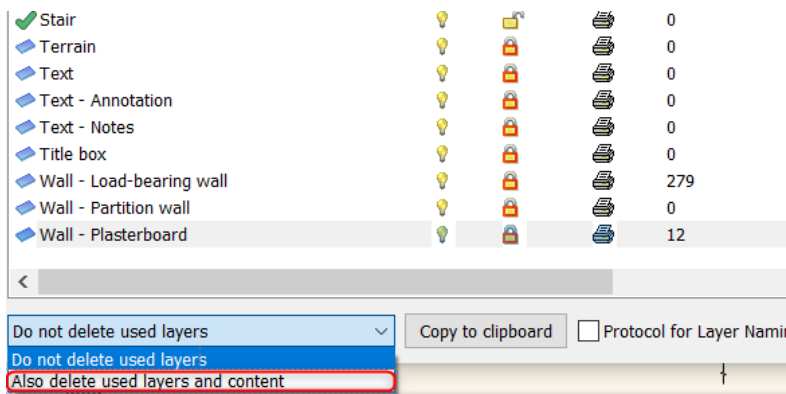 Stair 0
Terrain 0
Text 0
Text - Annotation 0
Text - Notes 0
Title box 0
Wall - Load-bearing wall 279
Wall - Partition wall 0
Wall - Plasterboard 12
Do not delete used layers Copy to clipboard Protocol for Layer Nami
Do not delete used layers
Also delete used layers and content